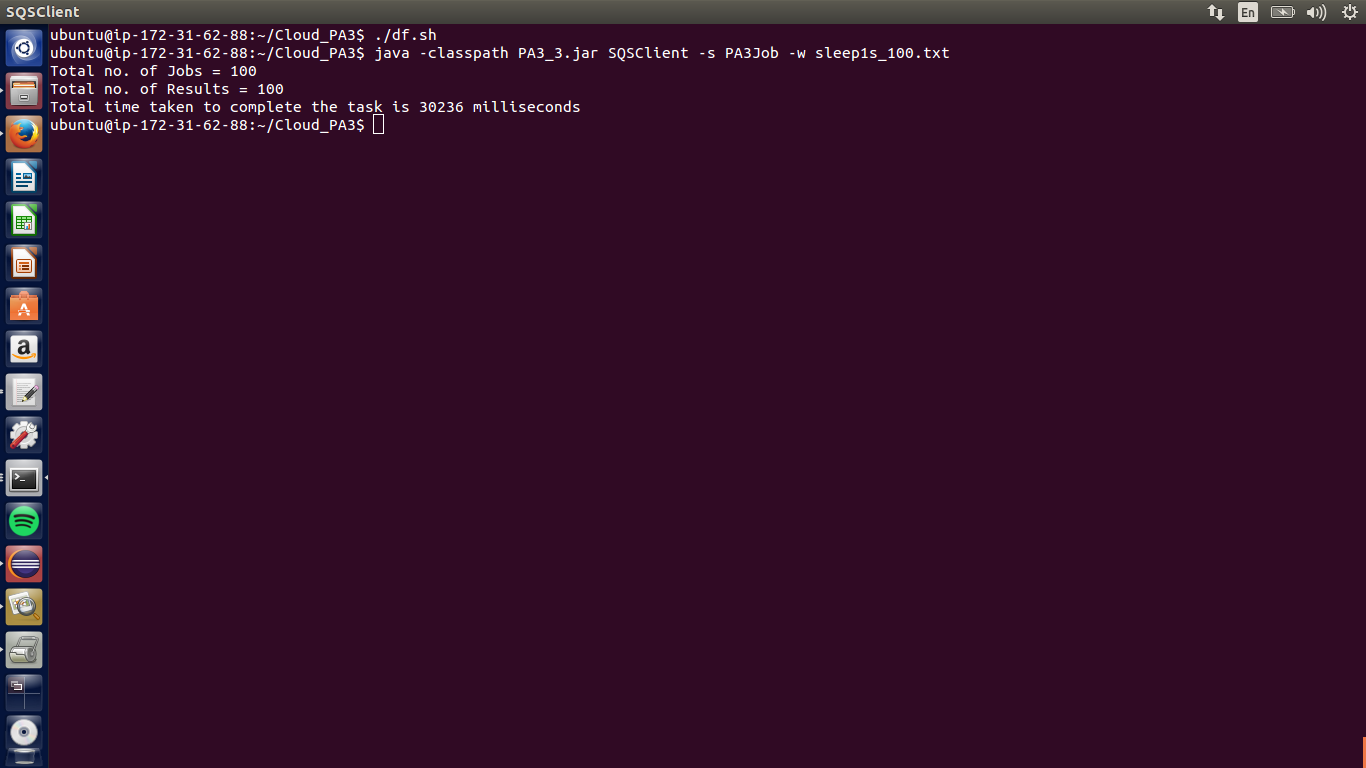 SQSClient
En
ubuntu@ip-172-31-62-88:~/Cloud_PA3$ ./df.sh
ubuntu@ip-172-31-62-88:~/Cloud_PA3$ java -classpath PA3_3.jar SQSClient -s PA3Job -w sleep1s_100.txt
Total no. of Jobs = 100
Total no. of Results = 100
Total time taken to complete the task is 30236 milliseconds
ubuntu@ip-172-31-62-88:~/Cloud_PA3$